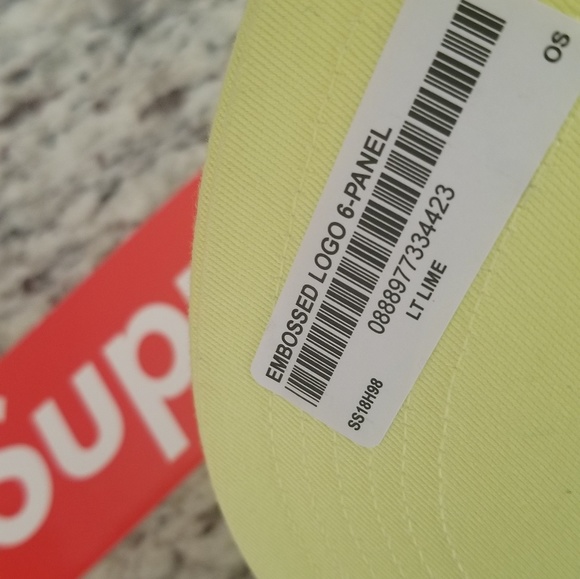 OS
EMBOSSED LOGO 6-PANEL
0888977334423
LT LIME
SS18H98
Sup